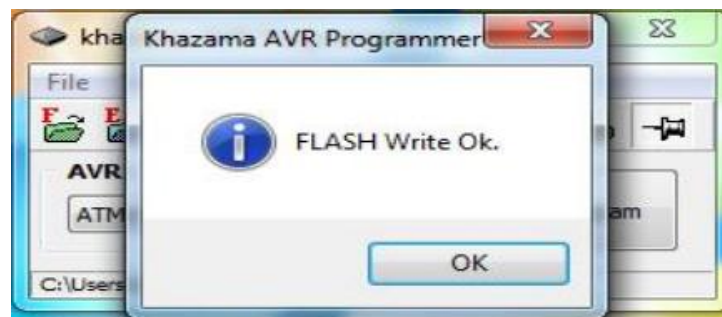 kha
Khazama AVR Programmer
File
F
E
FLASH Write Ok.
AVR
ATM
am
OK
C:\Users